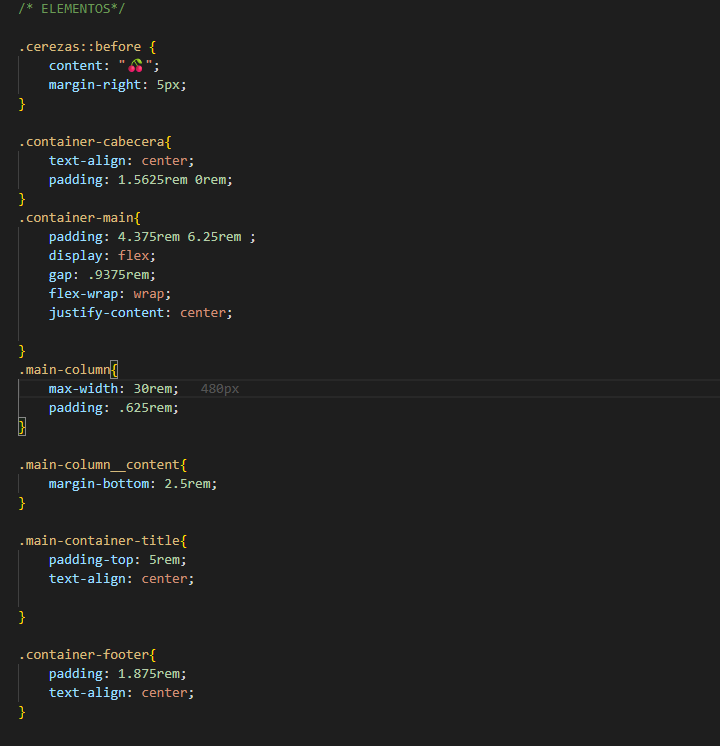 /* ELEMENTOS*/
.cerezas::before {
content: "🍒";
margin-right: 5px;
}
.container-cabecera{
text-align: center;
padding: 1.5625rem 0rem;
}
.container-main{
padding: 4.375rem 6.25rem ;
display: flex;
gap: .9375rem;
flex-wrap: wrap;
justify-content: center;
}
.main-column{
max-width: 30rem; 480px
padding: .625rem;
}
.main-column__content{
margin-bottom: 2.5rem;
}
.main-container-title{
padding-top: 5rem;
text-align: center;
}
.container-footer{
padding: 1.875rem;
text-align: center;
}